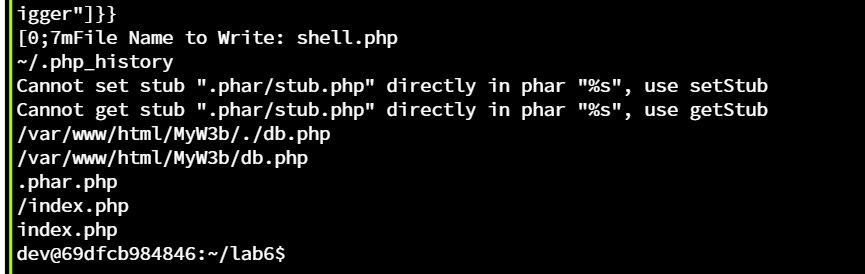 igger"]}}
[0;7mFile Name to Write: shell.php
~/.php_history
Cannot set stub ".phar/stub.php" directly in phar "%s", use setStub
Cannot get stub ".phar/stub.php" directly in phar "%s", use getStub
/var/www/html/MyW3b/./db.php
/var/www/html/MyW3b/db.php
.phar.php
/index.php
index.php
dev@69dfcb984846:~/lab6$